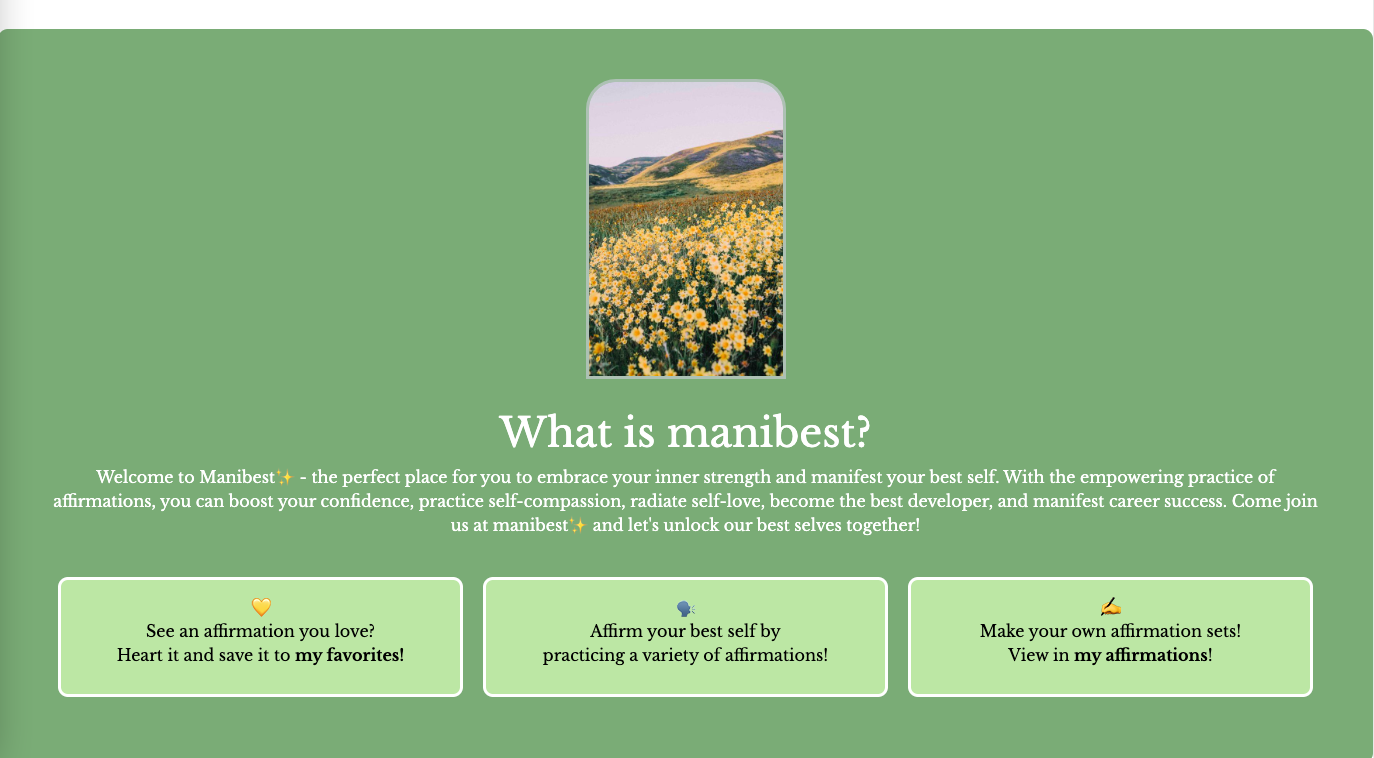 What is manibest?
Welcome to Manibest✨ - the perfect place for you to embrace your inner strength and manifest your best self. With the empowering practice of
affirmations, you can boost your confidence, practice self-compassion, radiate self-love, become the best developer, and manifest career success. Come join
us at manibest✨ and let's unlock our best selves together!
💛
See an affirmation you love?
Heart it and save it to my favorites!
🗣️
Affirm your best self by
practicing a variety of affirmations!
✍️
Make your own affirmation sets!
View in my affirmations!